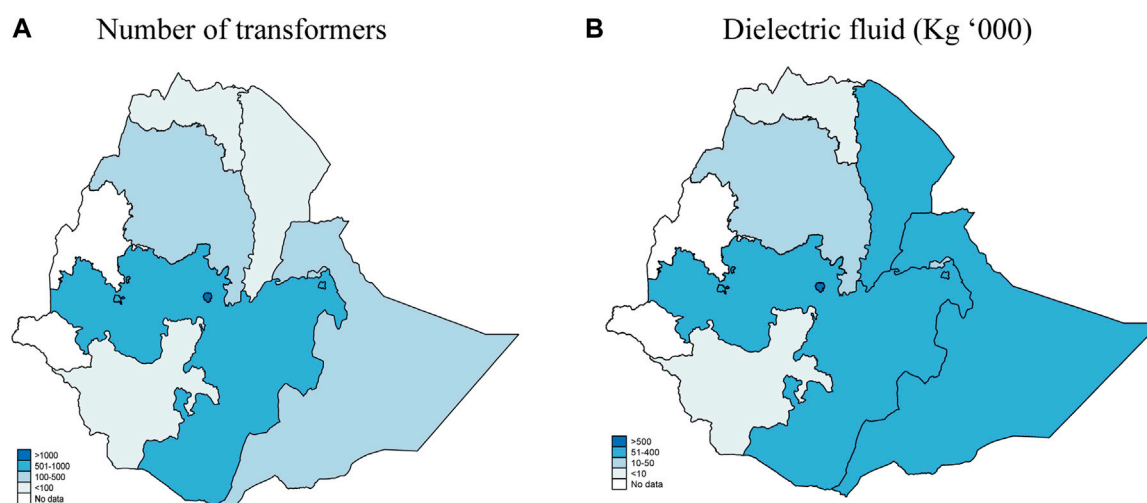 A Number of transformers
>1000
501-1000
100-500
<100
No data
B Dielectric fluid (Kg ‘000)
>500
51-400
10-50
<10
No data